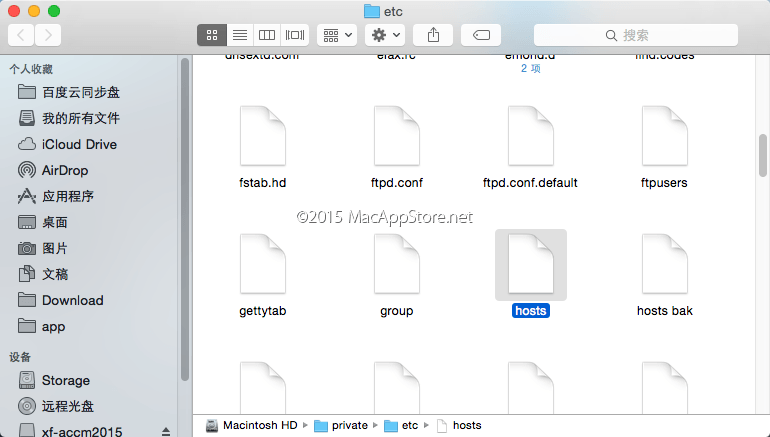 etc
搜索
个人收藏
百度云同步盘
我的所有文件
iCloud Drive
AirDrop
应用程序
桌面
图片
文稿
Download
app
设备
Storage
远程光盘
xf-accm2015
efax.rc
emond.d
find.codes
2 项
fstab.hd
ftpd.conf
ftpd.conf.default
ftpusers
©2015 MacAppStore.net
gettytab
group
hosts
hosts bak
Macintosh HD
private
etc
hosts